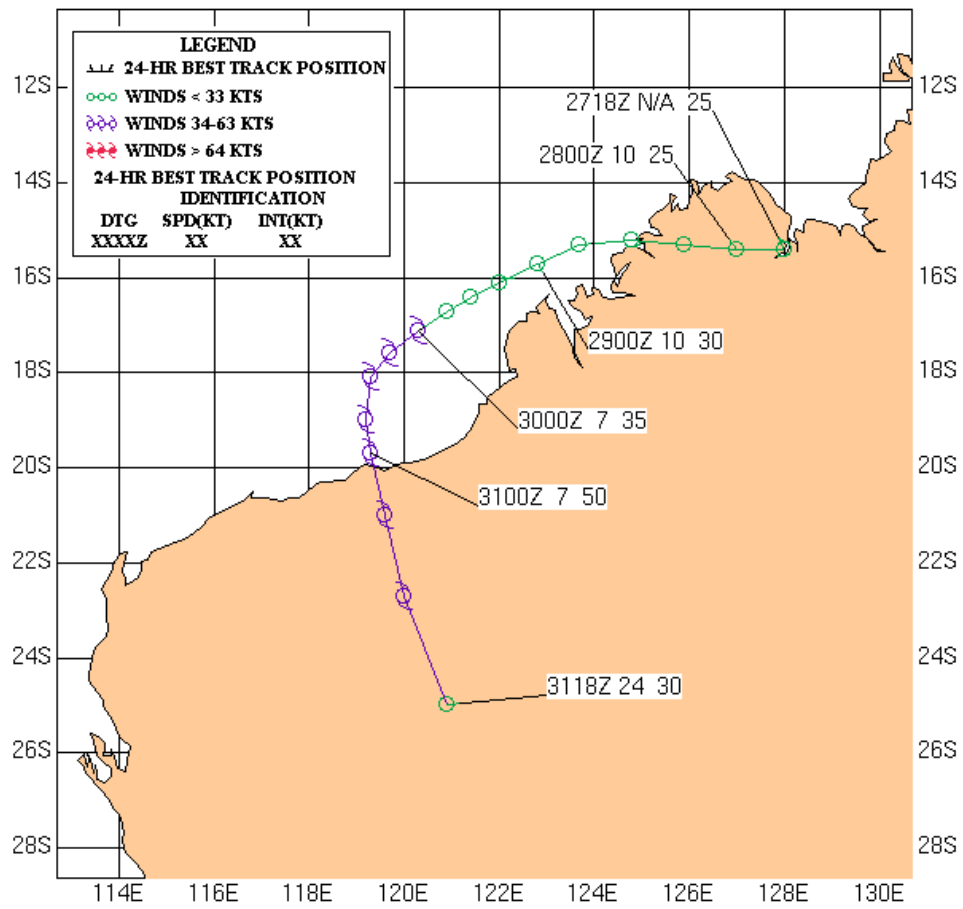 LEGEND
24-HR BEST TRACK POSITION
WINDS < 33 KTS
WINDS 34-63 KTS
WINDS > 64 KTS
24-HR BEST TRACK POSITION
IDENTIFICATION
DTG SPD(KT) INT(KT)
XXXXZ XX XX
12S 12S
2718Z N/A 25
2800Z 10 25
14S 14S
16S 16S
2900Z 10 30
18S 18S
3000Z 7 35
20S 20S
3100Z 7 50
22S 22S
24S 24S
3118Z 24 30
26S 26S
28S 28S
114E 116E 118E 120E 122E 124E 126E 128E 130E